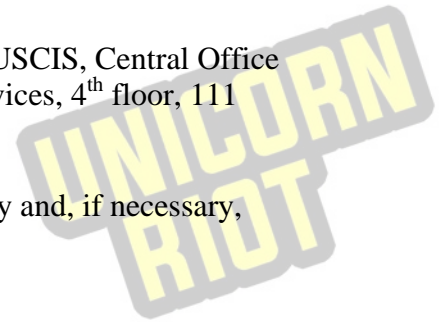 USCIS, Central Office
vices, 4th floor, 111
y and, if necessary,
UNICORN
RIOT